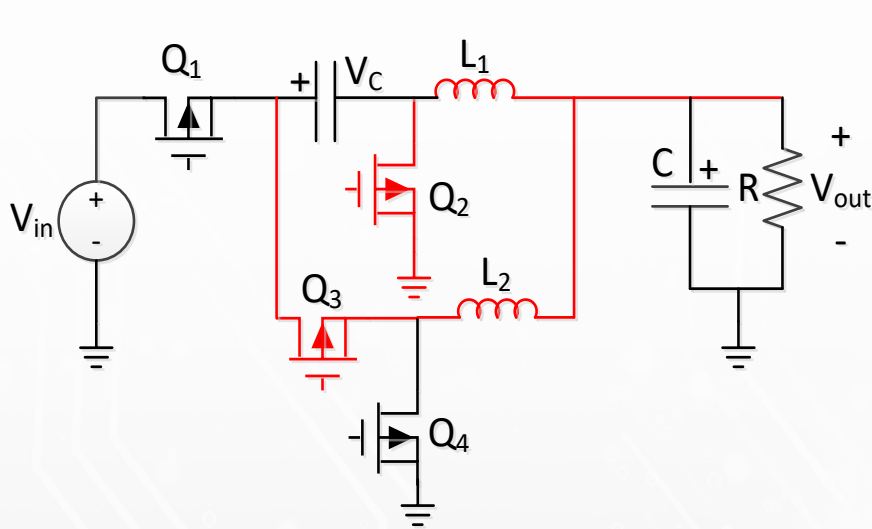 Q1
+ VC
L1
Vin
+
-
Q2
C +
R
+
Vout
-
Q3
L2
Q4